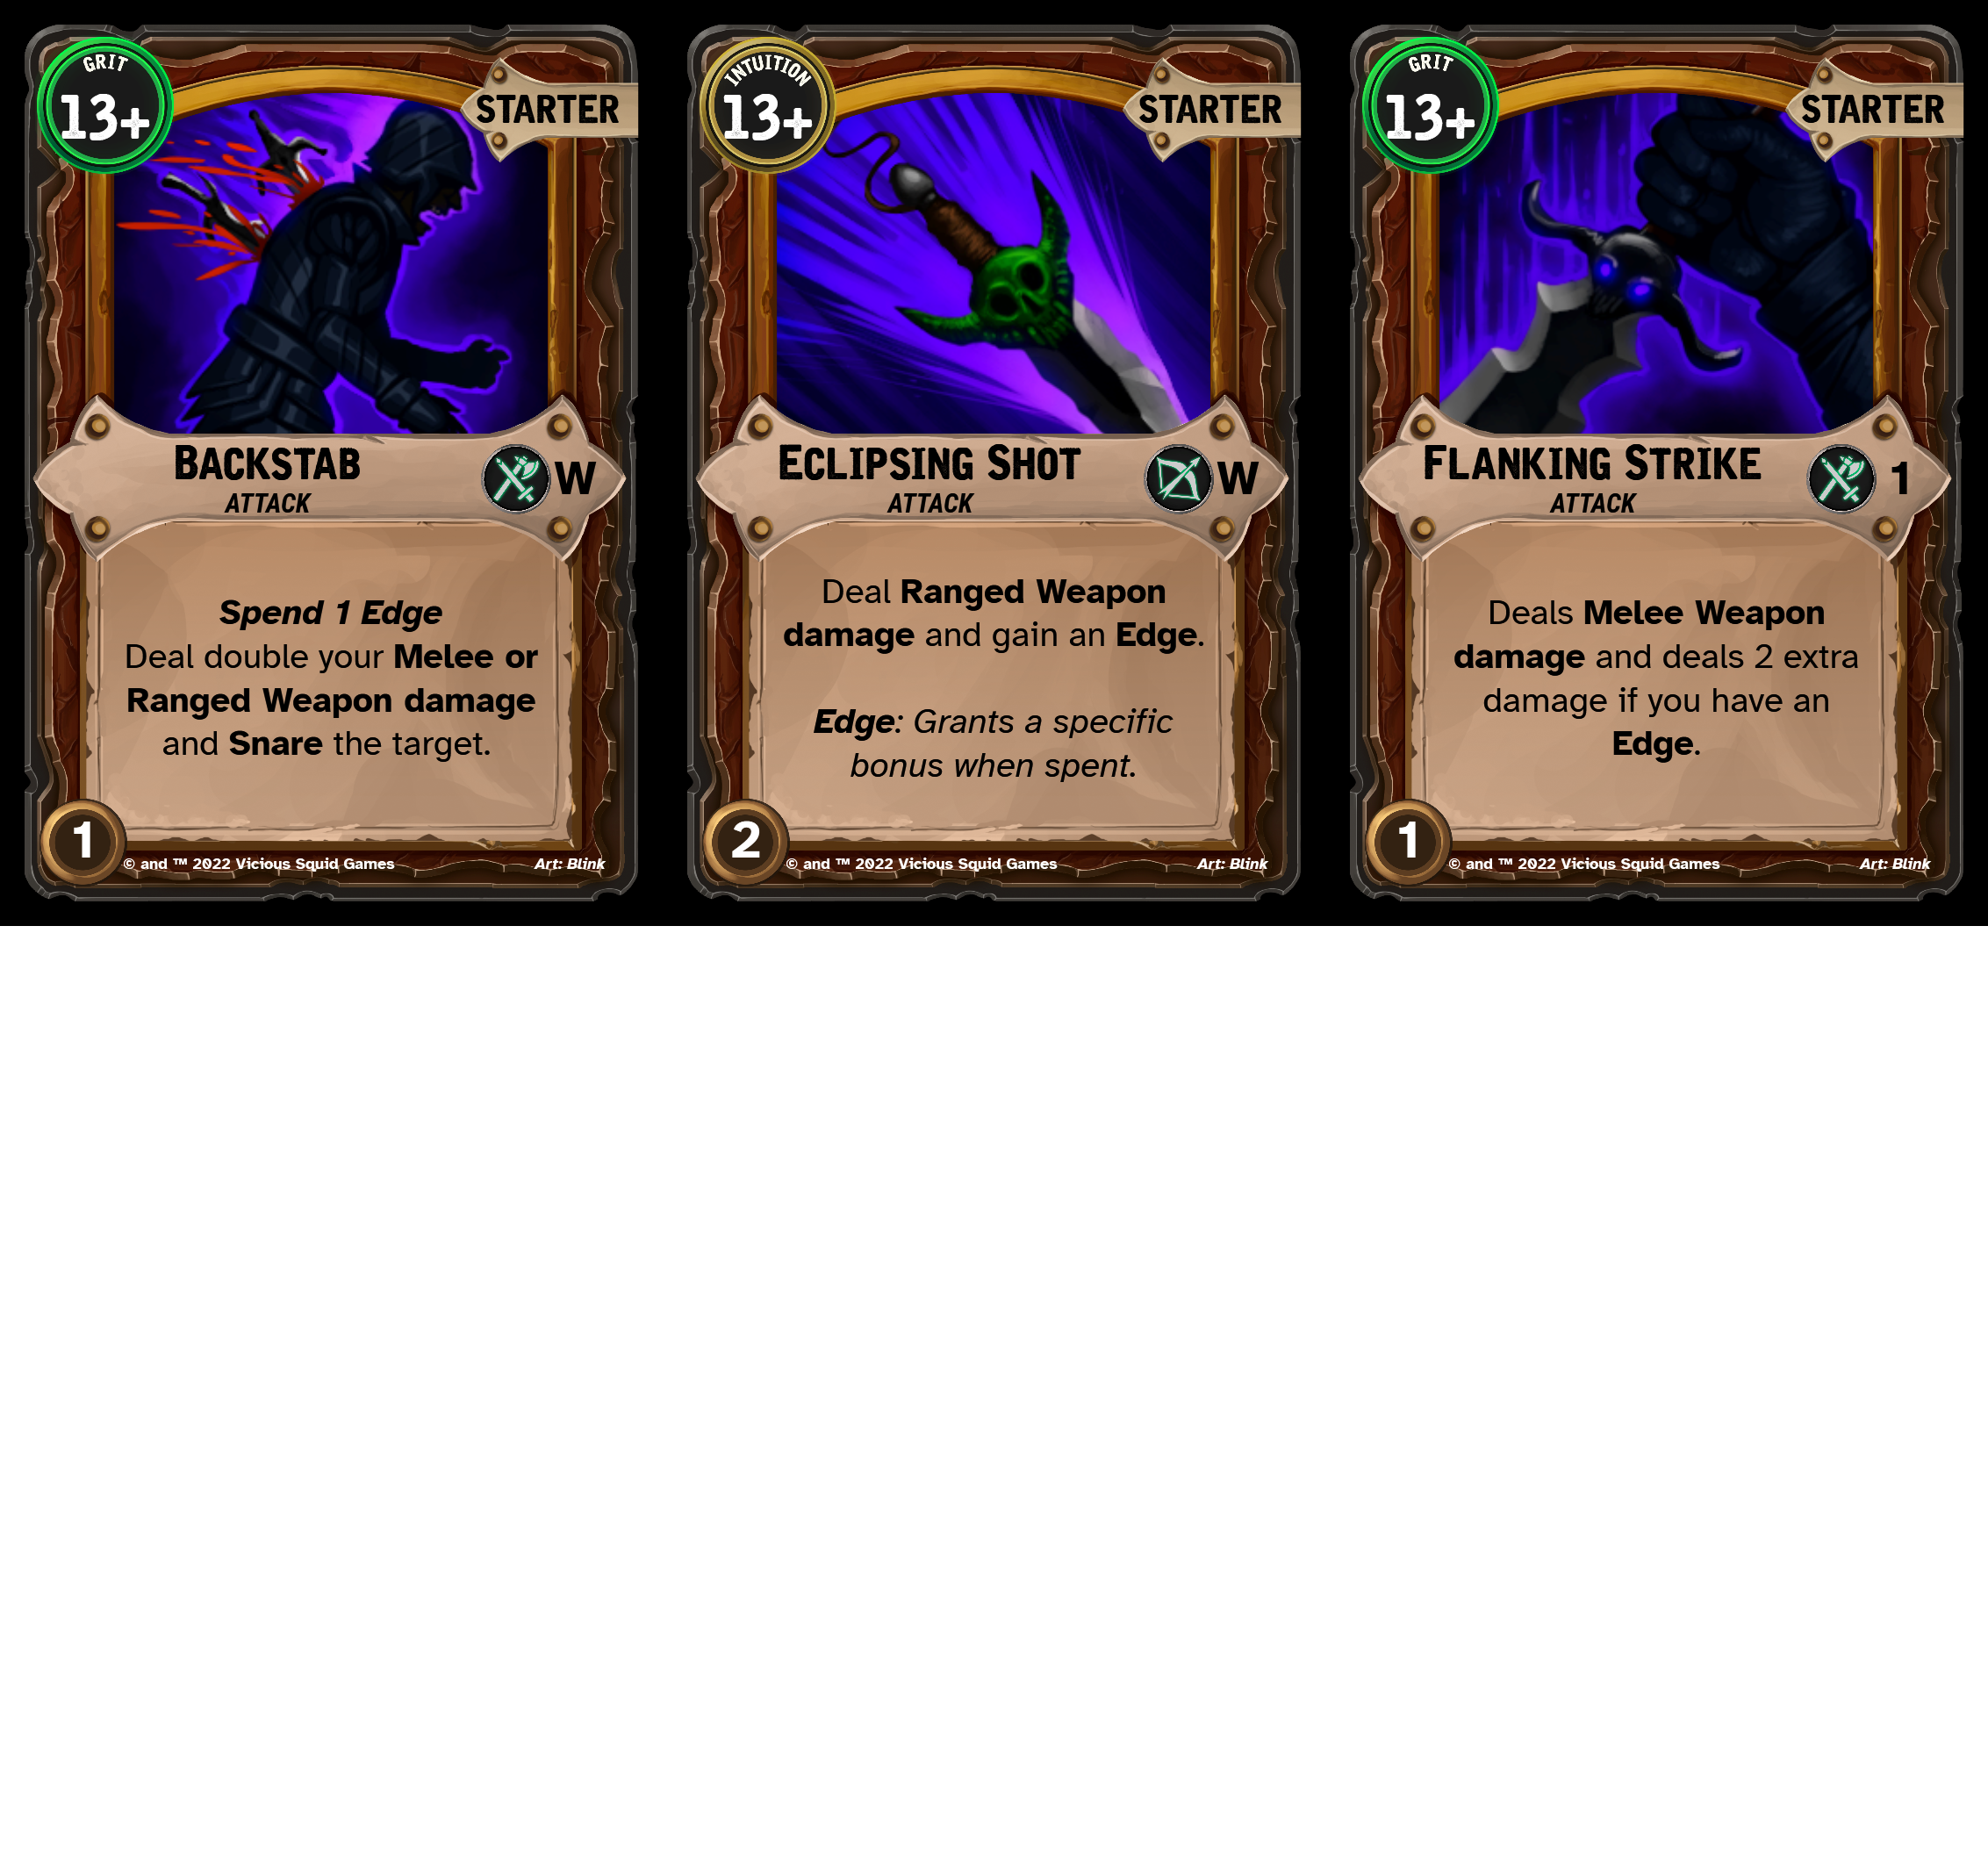 GRIT
13+
STARTER
BACKSTAB
ATTACK
W
Spend 1 Edge
Deal double your Melee or
Ranged Weapon damage
and Snare the target.
1
© and ™ 2022 Vicious Squid Games
Art: Blink
INTUITION
13+
STARTER
ECLIPSING SHOT
ATTACK
W
Deal Ranged Weapon
damage and gain an Edge.
Edge: Grants a specific
bonus when spent.
2
© and ™ 2022 Vicious Squid Games
Art: Blink
GRIT
13+
STARTER
FLANKING STRIKE
ATTACK
1
Deals Melee Weapon
damage and deals 2 extra
damage if you have an
Edge.
1
© and ™ 2022 Vicious Squid Games
Art: Blink